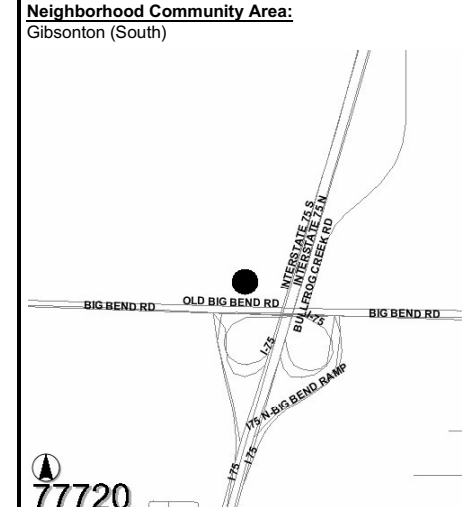 Neighborhood Community Area:
Gibsonton (South)
INTERSTATE 75 S
INTERSTATE 75 N
BULLFROG CREEK RD
BIG BEND RD
OLD BIG BEND RD
I-75
BIG BEND RD
I-75
I75 N-BIG BEND RAMP
I-75
I-75
77720